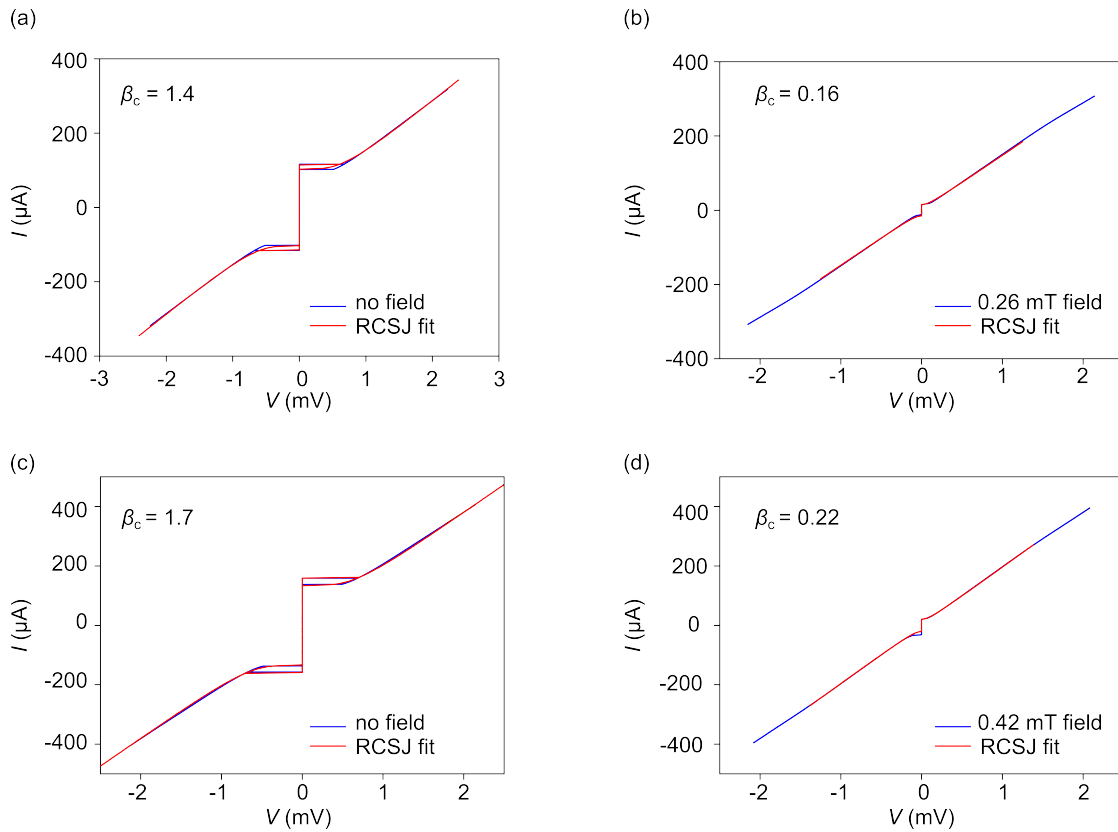 (a)
400
200
0
-200
-400
I (µA)
βc = 1.4
no field
RCSJ fit
-3
-2
-1
0
1
2
3
V (mV)
(b)
400
200
0
-200
-400
I (µA)
βc = 0.16
0.26 mT field
RCSJ fit
-2
-1
0
1
2
V (mV)
(c)
400
200
0
-200
-400
I (µA)
βc = 1.7
no field
RCSJ fit
-2
-1
0
1
2
V (mV)
(d)
400
200
0
-200
-400
I (µA)
βc = 0.22
0.42 mT field
RCSJ fit
-2
-1
0
1
2
V (mV)